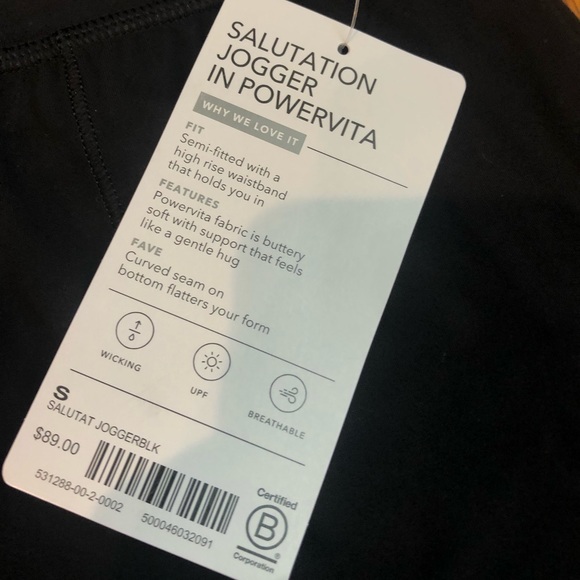 SALUTATION
JOGGER
IN POWERVITA
WHY WE LOVE IT
FIT
Semi-fitted with a
high rise waistband
that holds you in
FEATURES
Powervita fabric is buttery
soft with support that feels
like a gentle hug
FAVE
Curved seam on
bottom flatters your form
WICKING
UPF
BREATHABLE
S
SALUTAT JOGGERBLK
$89.00
531288-00-2-0002
500046032091
Certified
B
®
Corporation